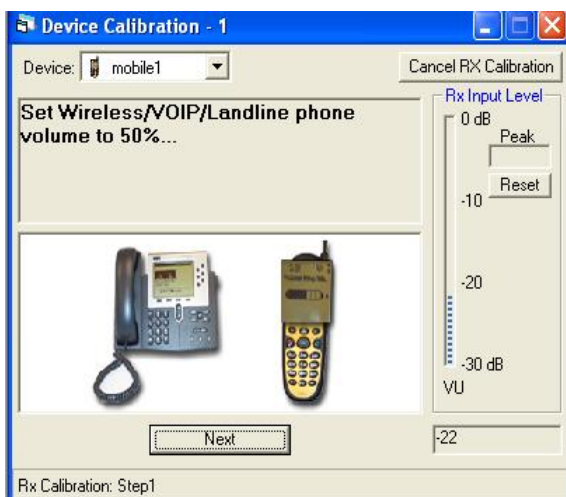 Device Calibration - 1
Device: mobile1
Cancel RX Calibration
Set Wireless/VOIP/Landline phone
volume to 50%...
Rx Input Level
0 dB
Peak
Reset
-10
-20
-30 dB
VU
Next
-22
Rx Calibration: Step1